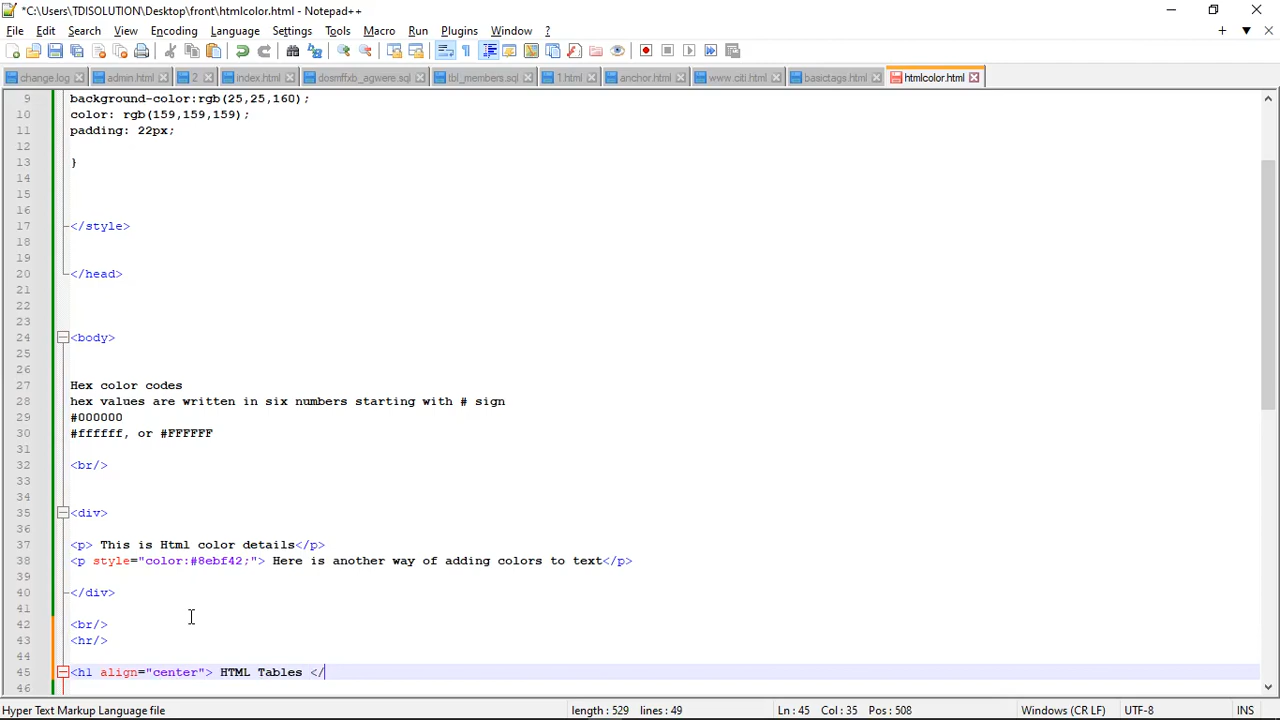 *C:\Users\TDISOLUTION\Desktop\front\htmlcolor.html - Notepad++
File Edit Search View Encoding Language Settings Tools Macro Run Plugins Window ?
change.log admin.html 2 index.html dosmffxb_agwere.sql tbl_members.sql 1.html anchor.html www.citi.html basictags.html htmlcolor.html
9 background-color:rgb(25,25,160);
10 color: rgb(159,159,159);
11 padding: 22px;
12
13 }
14
15
16
17 </style>
18
19
20 </head>
21
22
23
24 <body>
25
26
27 Hex color codes
28 hex values are written in six numbers starting with # sign
29 #000000
30 #ffffff, or #FFFFFF
31
32 <br/>
33
34
35 <div>
36
37 <p> This is Html color details</p>
38 <p style="color:#8ebf42;"> Here is another way of adding colors to text</p>
39
40 </div>
41
42 <br/>
43 <hr/>
44
45 <h1 align="center"> HTML Tables </
46
Hyper Text Markup Language file length : 529 lines : 49 Ln : 45 Col : 35 Pos : 508 Windows (CR LF) UTF-8 INS